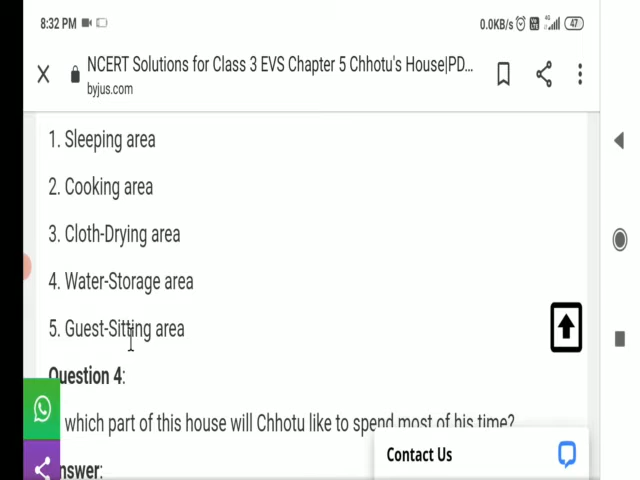 8:32 PM
0.0KB/s 47
NCERT Solutions for Class 3 EVS Chapter 5 Chhotu's House|PD...
byjus.com
1. Sleeping area
2. Cooking area
3. Cloth-Drying area
4. Water-Storage area
5. Guest-Sitting area
Question 4:
which part of this house will Chhotu like to spend most of his time?
Contact Us
nswer: